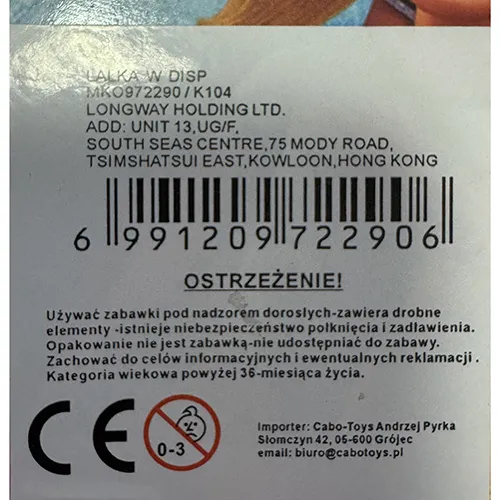 LALKA W DISP
MKO972290/K104
LONGWAY HOLDING LTD.
ADD: UNIT 13,UG/F,
SOUTH SEAS CENTRE,75 MODY ROAD,
TSIMSHATSUI EAST,KOWLOON,HONG KONG
6 991209 722906
OSTRZEŻENIE!
Używać zabawki pod nadzorem dorosłych-zawiera drobne
elementy -istnieje niebezpieczeństwo połknięcia i zadławienia.
Opakowanie nie jest zabawką-nie udostępniać do zabawy.
Zachować do celów informacyjnych i ewentualnych reklamacji .
Kategoria wiekowa powyżej 36-miesiąca życia.
CE
0-3
Importer: Cabo-Toys Andrzej Pyrka
Słomczyn 42, 05-600 Grójec
email: biuro@cabotoys.pl